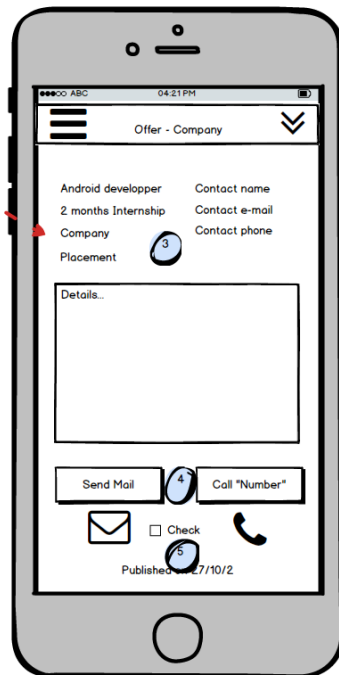 ABC 04:21 PM
Offer - Company
Android developper Contact name
2 months Internship Contact e-mail
Company Contact phone
Placement 3
Details...
Send Mail 4 Call "Number"
Check
5
Published on 27/10/2